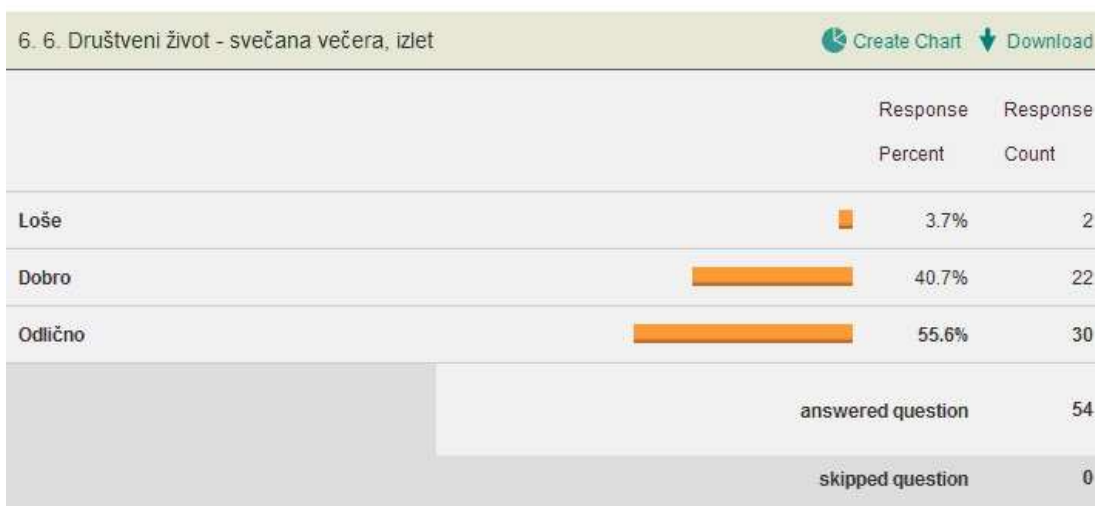 6. 6. Društveni život - svečana večera, izlet Create Chart Download
Response Response
Percent Count
Loše 3.7% 2
Dobro 40.7% 22
Odlično 55.6% 30
answered question 54
skipped question 0